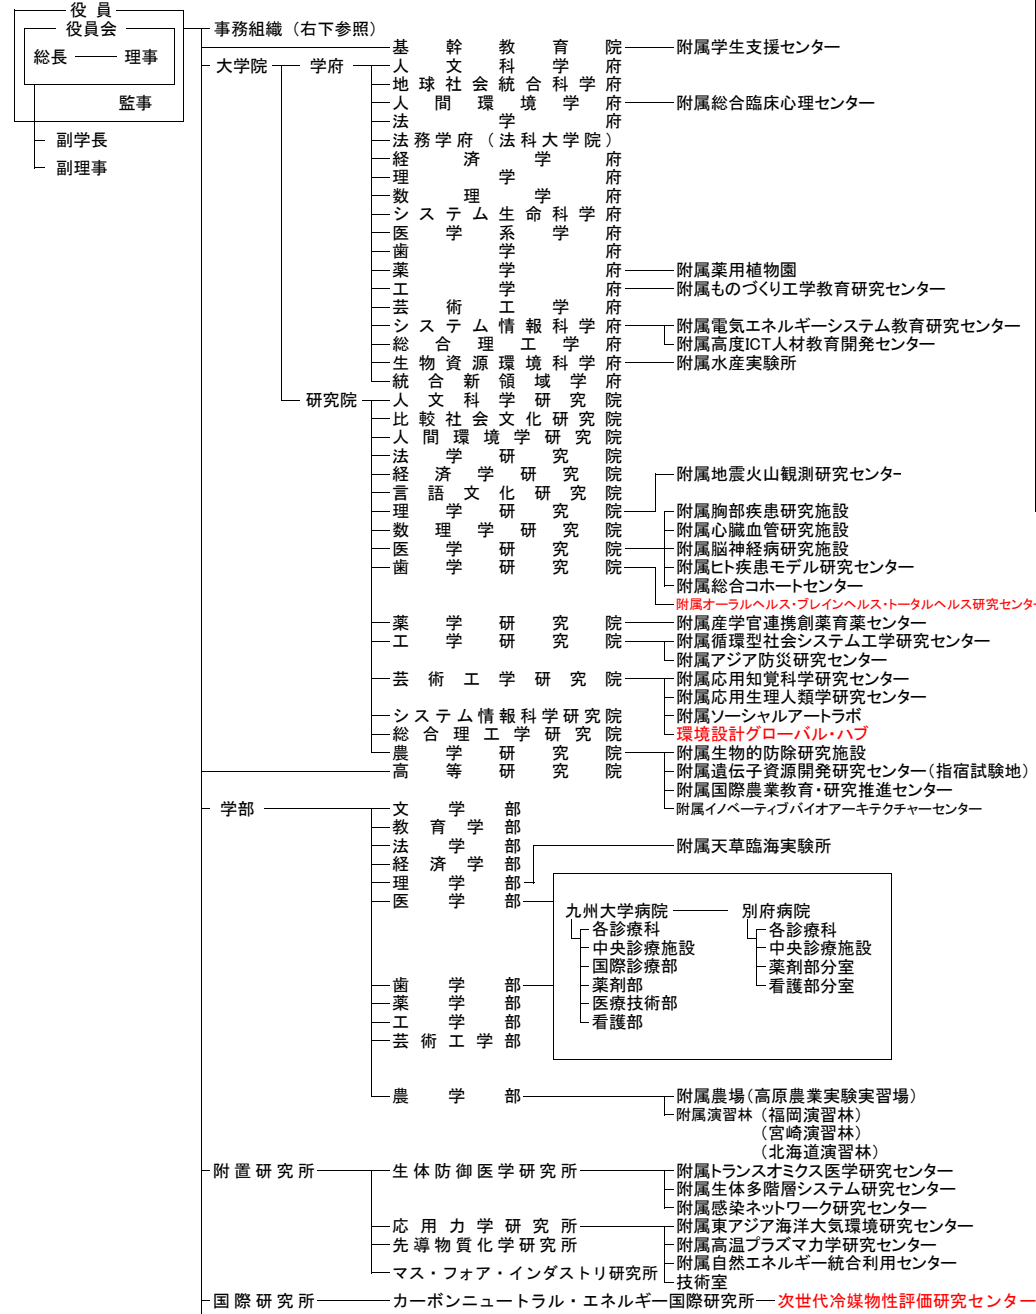 役員
役員会
総長 理事
監事
副学長
副理事
事務組織（右下参照）
基幹教育院 附属学生支援センター
大学院 学府 人文科学府
地球社会統合科学府
人間環境学府 附属総合臨床心理センター
法学府
法務学府（法科大学院）
経済学府
理学府
数理学府
システム生命科学府
医学系学府
歯学府
薬学府 附属薬用植物園
工学府 附属ものづくり工学教育研究センター
芸術工学府
システム情報科学府 附属電気エネルギーシステム教育研究センター
総合理工学府 附属高度ICT人材教育開発センター
生物資源環境科学府 附属水産実験所
統合新領域学府
研究院 人文科学研究院
比較社会文化研究院
人間環境学研究院
法学研究院
経済学研究院 附属地震火山観測研究センター
言語文化研究院
理学研究院 附属胸部疾患研究施設
数理学研究院 附属心臓血管研究施設
医学研究院 附属脳神経病研究施設
歯学研究院 附属ヒト疾患モデル研究センター
附属総合コホートセンター
附属オーラルヘルス・ブレインヘルス・トータルヘルス研究センター
薬学研究院 附属産学官連携創薬育薬センター
工学研究院 附属循環型社会システム工学研究センター
附属アジア防災研究センター
芸術工学研究院 附属応用知覚科学研究センター
附属応用生理人類学研究センター
システム情報科学研究院 附属ソーシャルアートラボ
総合理工学研究院 環境設計グローバル・ハブ
農学研究院 附属生物的防除研究施設
高等研究院 附属遺伝子資源開発研究センター（指宿試験地）
附属国際農業教育・研究推進センター
学部 文学部 附属イノベーティブバイオアーキテクチャーセンター
教育学部
法学部 附属天草臨海実験所
経済学部
理学部
医学部
九州大学病院 別府病院
各診療科 各診療科
中央診療施設 中央診療施設
国際診療部 薬剤部分室
歯学部 薬剤部 看護部分室
薬学部 医療技術部
工学部 看護部
芸術工学部
農学部 附属農場（高原農業実験実習場）
附属演習林（福岡演習林）
（宮崎演習林）
（北海道演習林）
附置研究所 生体防御医学研究所 附属トランスオミクス医学研究センター
附属生体多階層システム研究センター
附属感染ネットワーク研究センター
応用力学研究所 附属東アジア海洋大気環境研究センター
先導物質化学研究所 附属高温プラズマ力学研究センター
附属自然エネルギー統合利用センター
マス・フォア・インダストリ研究所 技術室
国際研究所 カーボンニュートラル・エネルギー国際研究所 次世代冷媒物性評価研究センター